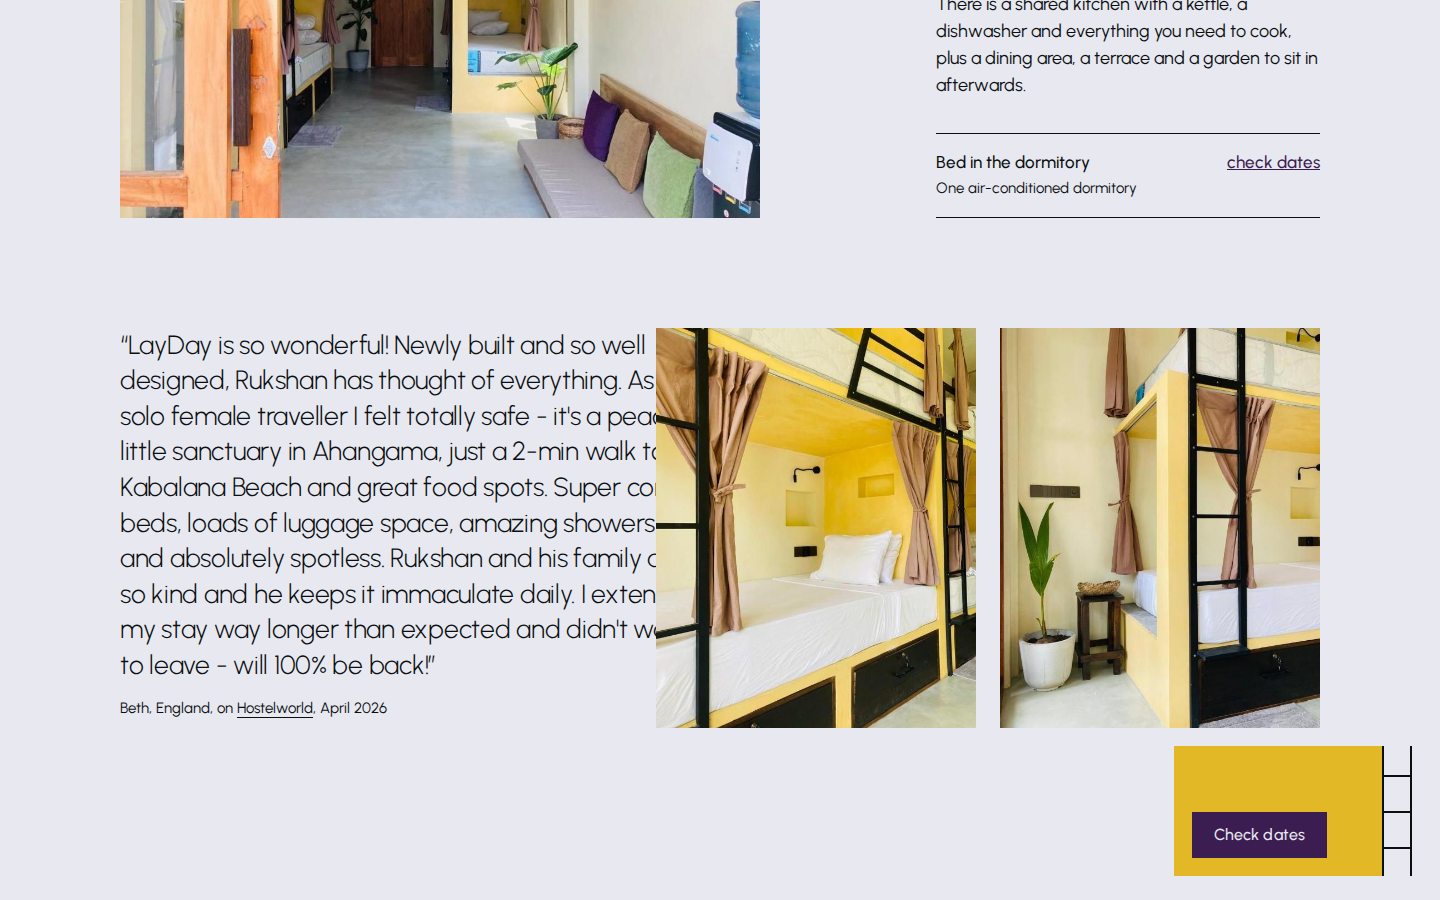 There is a shared kitchen with a kettle, a
dishwasher and everything you need to cook,
plus a dining area, a terrace and a garden to sit in
afterwards.
Bed in the dormitory
check dates
One air-conditioned dormitory
“LayDay is so wonderful! Newly built and so well
designed, Rukshan has thought of everything. As
solo female traveller I felt totally safe - it's a
little sanctuary in Ahangama, just a 2-min walk
Kabalana Beach and great food spots. Super
beds, loads of luggage space, amazing showers
and absolutely spotless. Rukshan and his family
so kind and he keeps it immaculate daily. I
my stay way longer than expected and didn't
to leave - will 100% be back!”
Beth, England, on Hostelworld, April 2026
Check dates